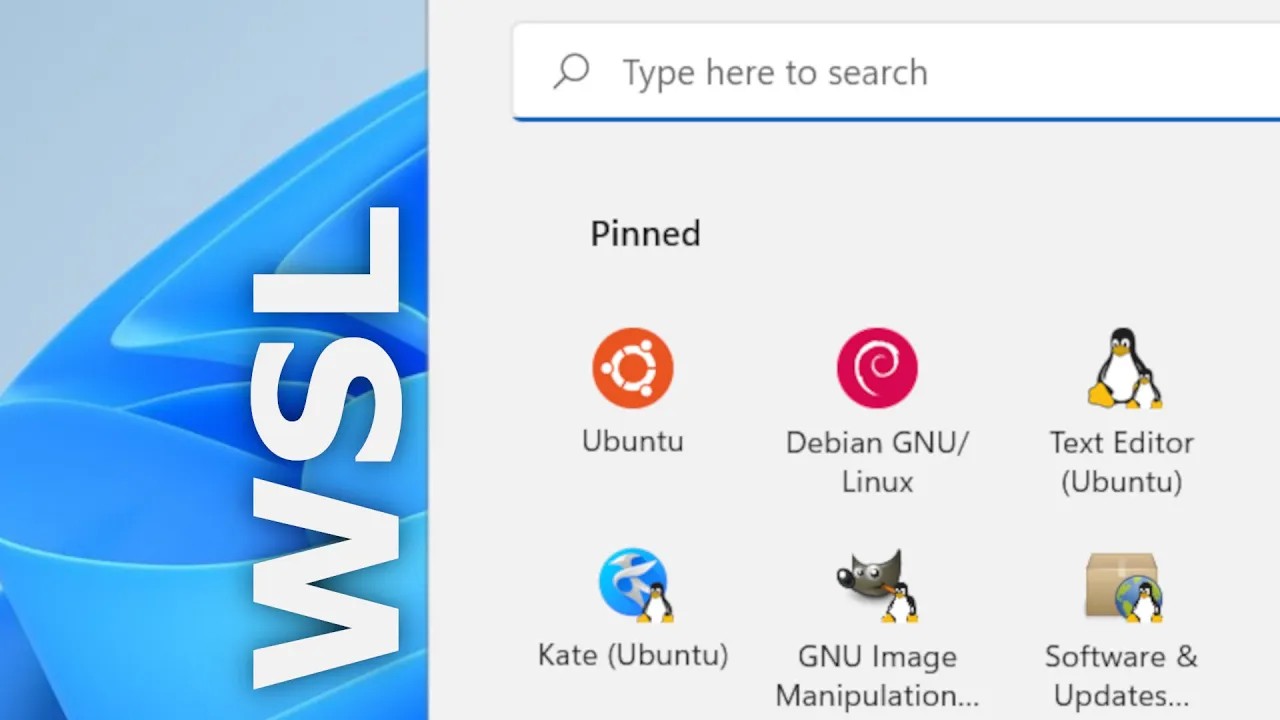 WSL
Type here to search
Pinned
Ubuntu
Debian GNU/
Linux
Text Editor
(Ubuntu)
Kate (Ubuntu)
GNU Image
Manipulation...
Software &
Updates...